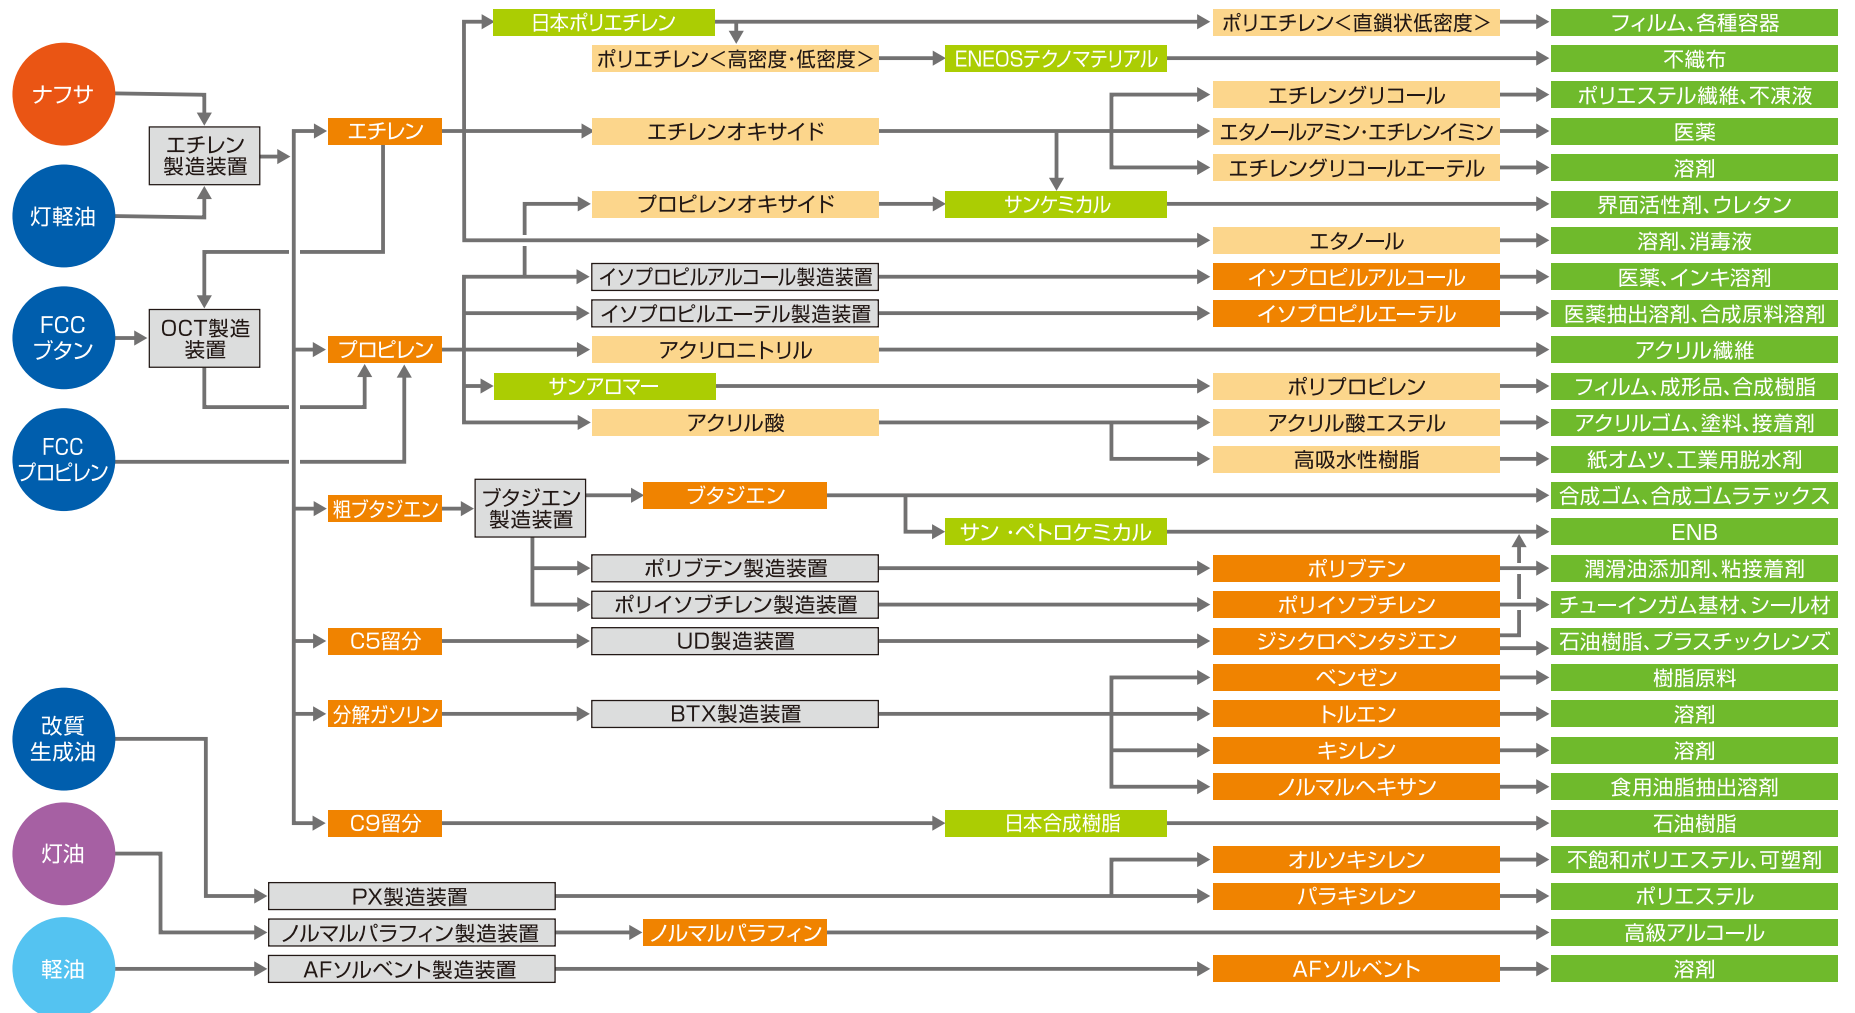 日本ポリエチレン
ポリエチレン＜直鎖状低密度＞
フィルム、各種容器
ナフサ
ポリエチレン＜高密度・低密度＞
ENEOSテクノマテリアル
不織布
エチレングリコール
ポリエステル繊維、不凍液
エチレン
製造装置
エチレン
エチレンオキサイド
エタノールアミン・エチレンイミン
医薬
エチレングリコールエーテル
溶剤
灯軽油
プロピレンオキサイド
サンケミカル
界面活性剤、ウレタン
エタノール
溶剤、消毒液
イソプロピルアルコール製造装置
イソプロピルアルコール
医薬、インキ溶剤
FCC
ブタン
OCT製造
装置
イソプロピルエーテル製造装置
イソプロピルエーテル
医薬抽出溶剤、合成原料溶剤
プロピレン
アクリロニトリル
アクリル繊維
サンアロマー
ポリプロピレン
フィルム、成形品、合成樹脂
アクリル酸
アクリル酸エステル
アクリルゴム、塗料、接着剤
FCC
プロピレン
高吸水性樹脂
紙オムツ、工業用脱水剤
粗ブタジエン
ブタジエン
製造装置
ブタジエン
合成ゴム、合成ゴムラテックス
サン・ペトロケミカル
ENB
ポリブテン製造装置
ポリブテン
潤滑油添加剤、粘接着剤
ポリイソブチレン製造装置
ポリイソブチレン
チューインガム基材、シール材
C5留分
UD製造装置
ジシクロペンタジエン
石油樹脂、プラスチックレンズ
ベンゼン
樹脂原料
改質
生成油
分解ガソリン
BTX製造装置
トルエン
溶剤
キシレン
溶剤
ノルマルヘキサン
食用油脂抽出溶剤
C9留分
日本合成樹脂
石油樹脂
灯油
オルソキシレン
不飽和ポリエステル、可塑剤
PX製造装置
パラキシレン
ポリエステル
ノルマルパラフィン製造装置
ノルマルパラフィン
高級アルコール
軽油
AFソルベント製造装置
AFソルベント
溶剤